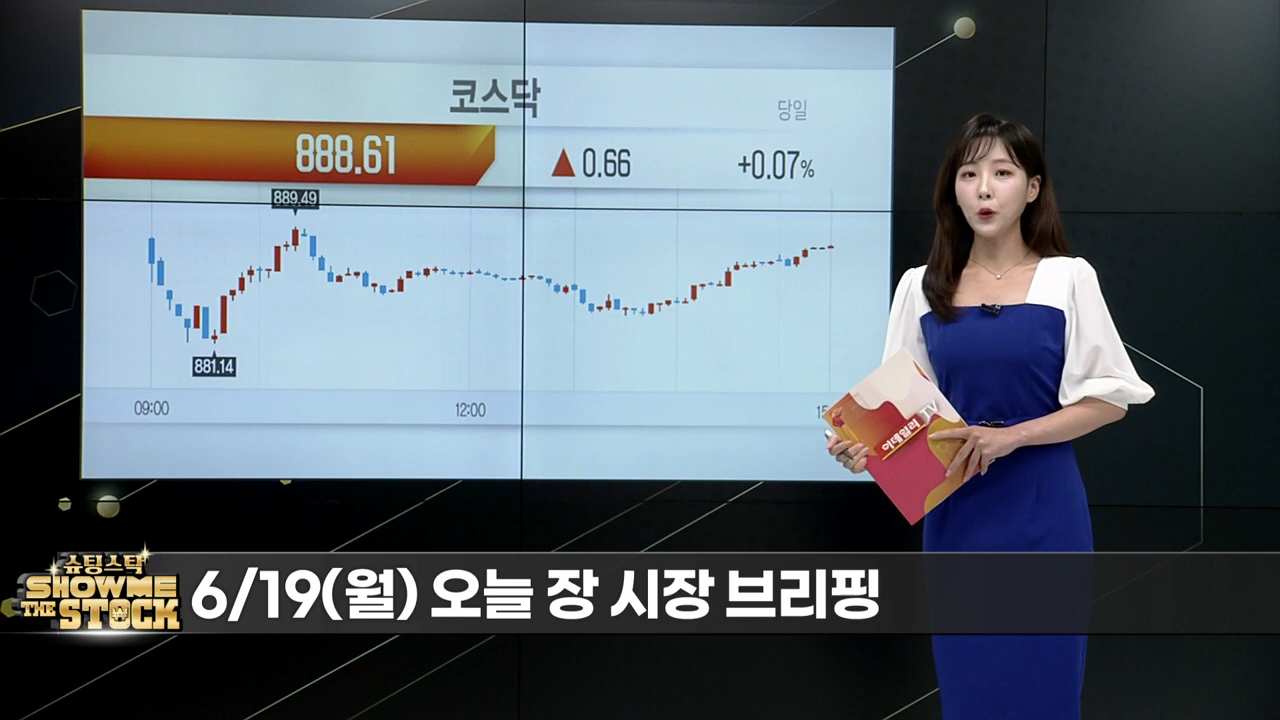 코스닥
당일
888.61
▲ 0.66
+0.07%
889.49
881.14
09:00
12:00
15
이데일리 TV
슈팅스탁
SHOW ME
THE STOCK
6/19(월) 오늘 장 시장 브리핑